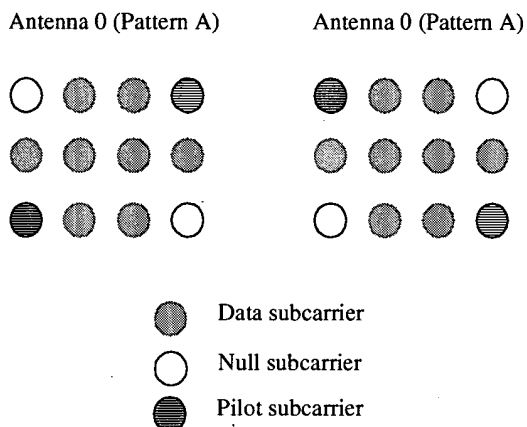 Antenna 0 (Pattern A) Antenna 0 (Pattern A)
Data subcarrier
Null subcarrier
Pilot subcarrier